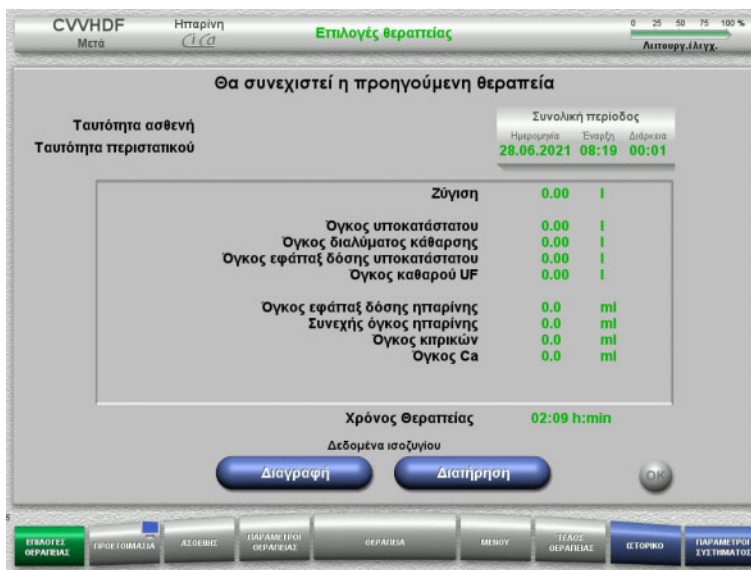 CVVHDF
Μετά
Ηπαρίνη
Ci Ca
Επιλογές θεραπείας
0 25 50 75 100 %
Λειτουργ.έλεγχ.
Θα συνεχιστεί η προηγούμενη θεραπεία
Ταυτότητα ασθενή
Ταυτότητα περιστατικού
Συνολική περίοδος
Ημερομηνία Έναρξη Διάρκεια
28.06.2021 08:19 00:01
Ζύγιση 0.00 l
Όγκος υποκατάστατου 0.00 l
Όγκος διαλύματος κάθαρσης 0.00 l
Όγκος εφάπαξ δόσης υποκατάστατου 0.00 l
Όγκος καθαρού UF 0.00 l
Όγκος εφάπαξ δόσης ηπαρίνης 0.0 ml
Συνεχής όγκος ηπαρίνης 0.0 ml
Όγκος κιτρικών 0.0 ml
Όγκος Ca 0.0 ml
Χρόνος Θεραπείας 02:09 h:min
Δεδομένα ισοζυγίου
Διαγραφή Διατήρηση OK
5
ΕΠΙΛΟΓΕΣ ΘΕΡΑΠΕΙΑΣ
ΠΡΟΕΤΟΙΜΑΣΙΑ
ΑΣΘΕΝΗΣ
ΠΑΡΑΜΕΤΡΟΙ ΘΕΡΑΠΕΙΑΣ
ΘΕΡΑΠΕΙΑ
ΜΕΝΟΥ
ΤΕΛΟΣ ΘΕΡΑΠΕΙΑΣ
ΙΣΤΟΡΙΚΟ
ΠΑΡΑΜΕΤΡΟΙ ΣΥΣΤΗΜΑΤΟΣ